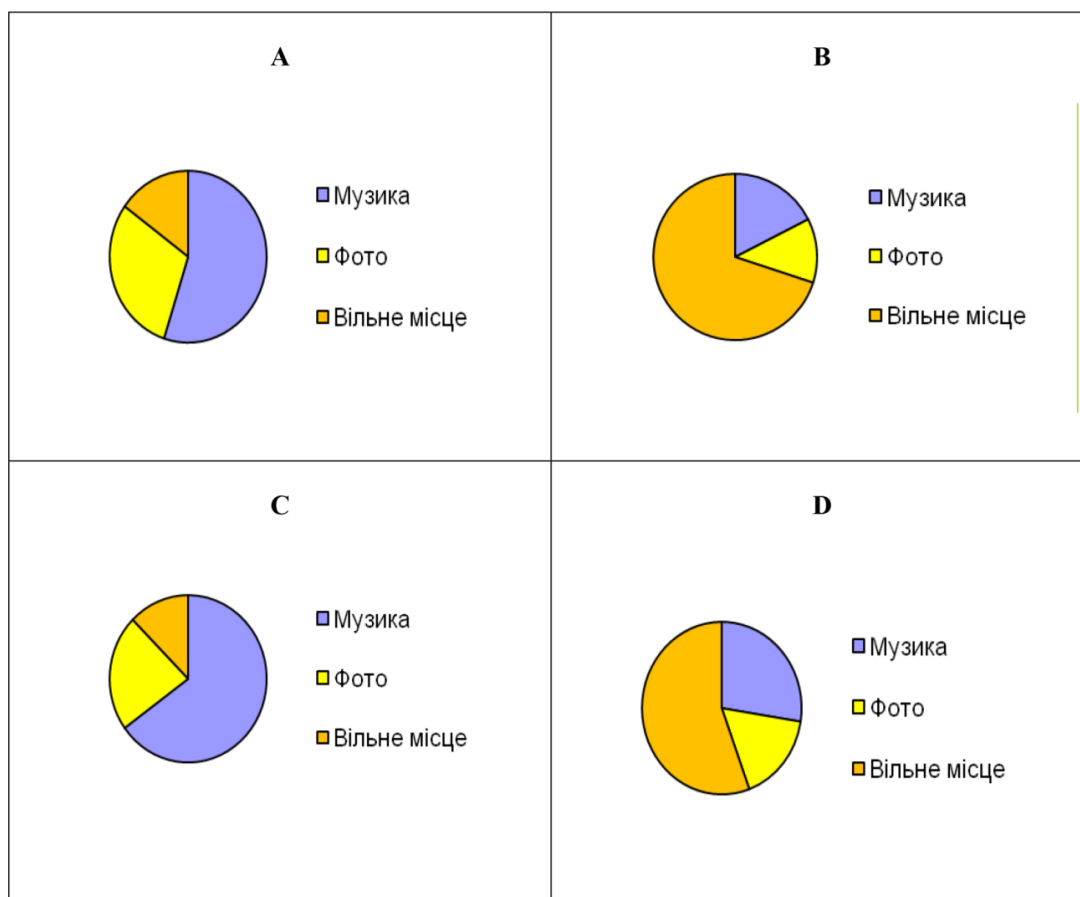 A
Музика
Фото
Вільне місце
B
Музика
Фото
Вільне місце
C
Музика
Фото
Вільне місце
D
Музика
Фото
Вільне місце